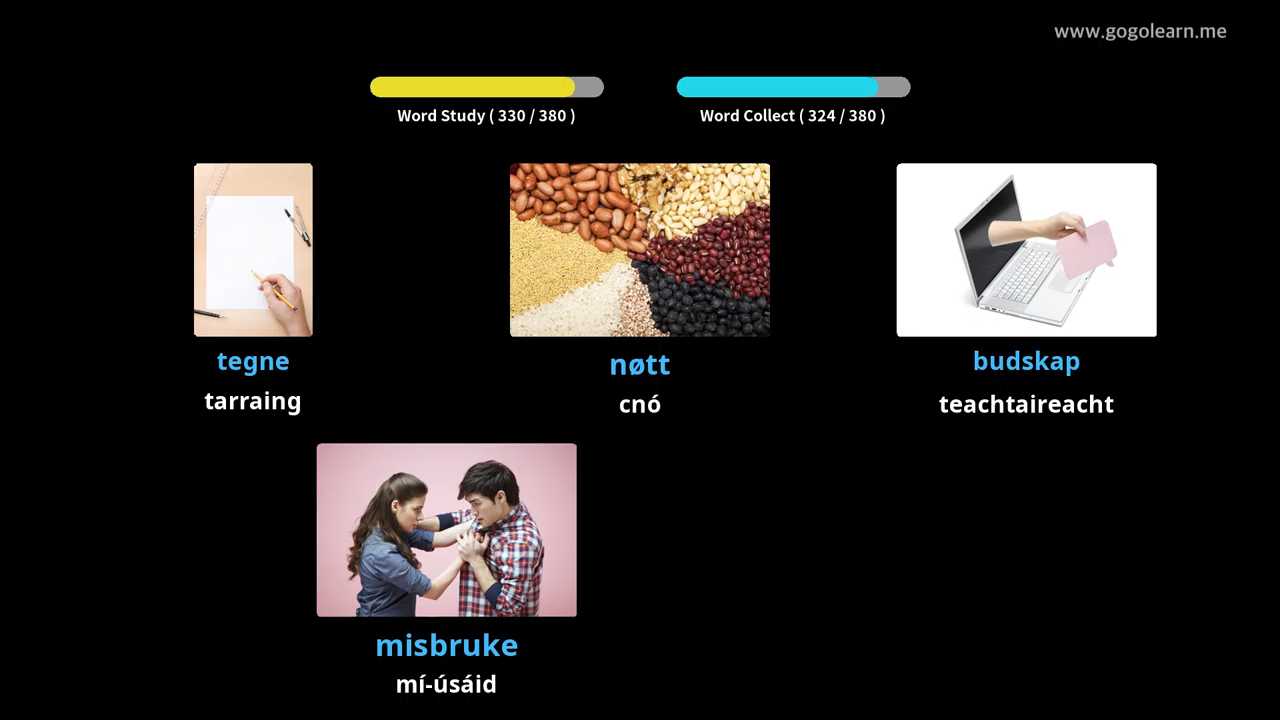 www.gogolearn.me
Word Study ( 330 / 380 )
Word Collect ( 324 / 380 )
tegne
tarraing
nøtt
cnó
budskap
teachtaireacht
misbruke
mí-úsáid